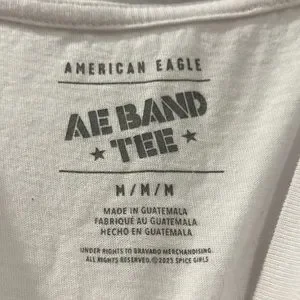 AMERICAN EAGLE
AE BAND
★ TEE ★
M/M/M
MADE IN GUATEMALA
FABRIQUÉ AU GUATEMALA
HECHO EN GUATEMALA
UNDER RIGHTS TO BRAVADO MERCHANDISING.
ALL RIGHTS RESERVED. ©2023 SPICE GIRLS